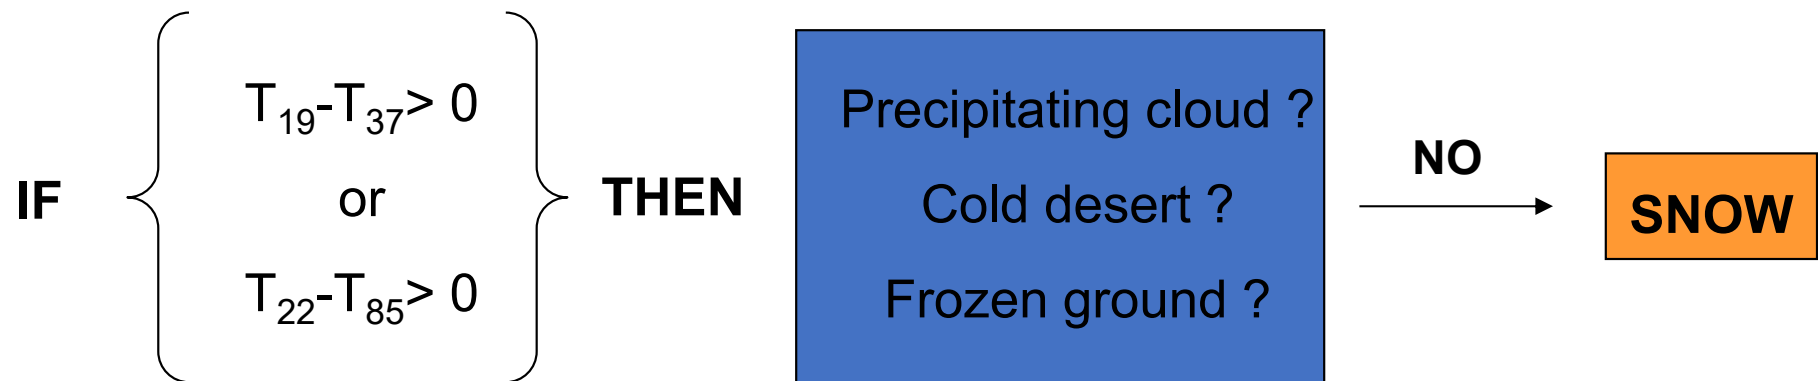 IF
T₁₉-T₃₇> 0
or
T₂₂-T₈₅> 0
THEN
Precipitating cloud ?
Cold desert ?
Frozen ground ?
NO
SNOW